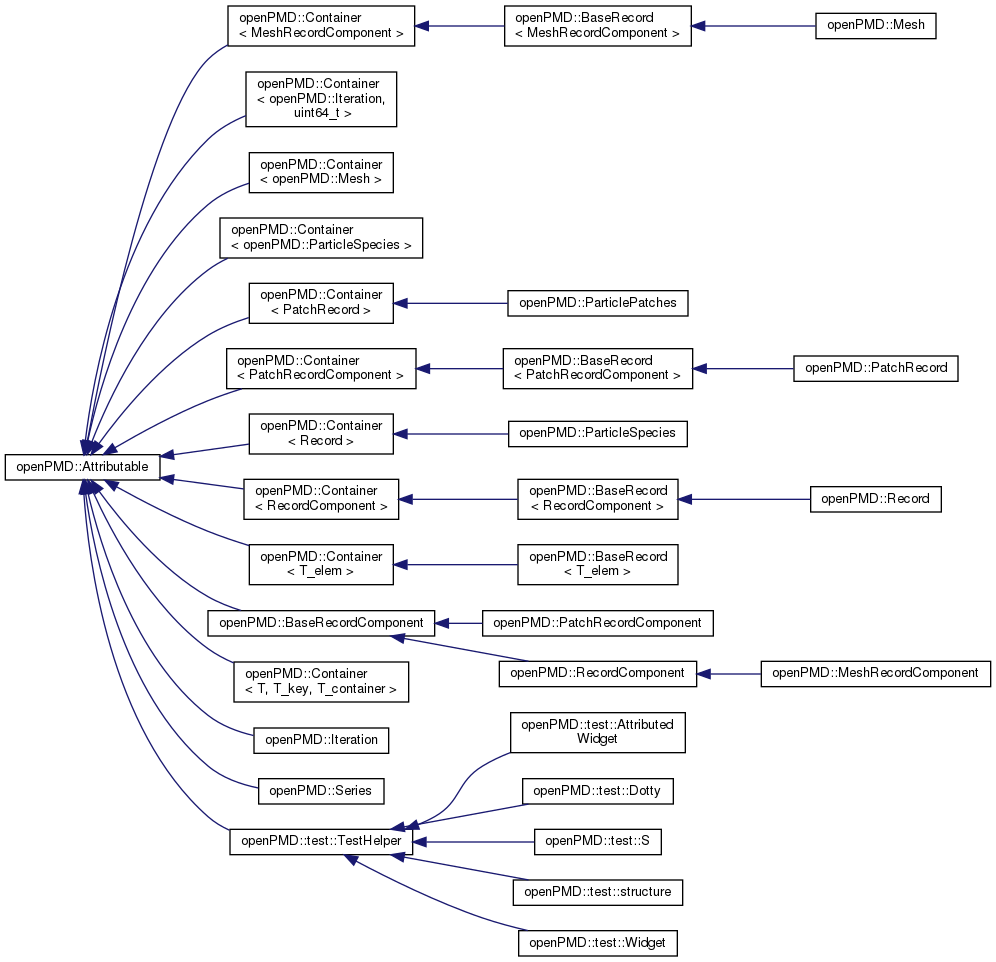 openPMD::Container
< MeshRecordComponent >
openPMD::BaseRecord
< MeshRecordComponent >
openPMD::Mesh
openPMD::Container
< openPMD::Iteration,
uint64_t >
openPMD::Container
< openPMD::Mesh >
openPMD::Container
< openPMD::ParticleSpecies >
openPMD::Container
< PatchRecord >
openPMD::ParticlePatches
openPMD::Container
< PatchRecordComponent >
openPMD::BaseRecord
< PatchRecordComponent >
openPMD::PatchRecord
openPMD::Container
< Record >
openPMD::ParticleSpecies
openPMD::Attributable
openPMD::Container
< RecordComponent >
openPMD::BaseRecord
< RecordComponent >
openPMD::Record
openPMD::Container
< T_elem >
openPMD::BaseRecord
< T_elem >
openPMD::BaseRecordComponent
openPMD::PatchRecordComponent
openPMD::RecordComponent
openPMD::MeshRecordComponent
openPMD::Container
< T, T_key, T_container >
openPMD::Iteration
openPMD::test::Attributed
Widget
openPMD::Series
openPMD::test::Dotty
openPMD::test::TestHelper
openPMD::test::S
openPMD::test::structure
openPMD::test::Widget